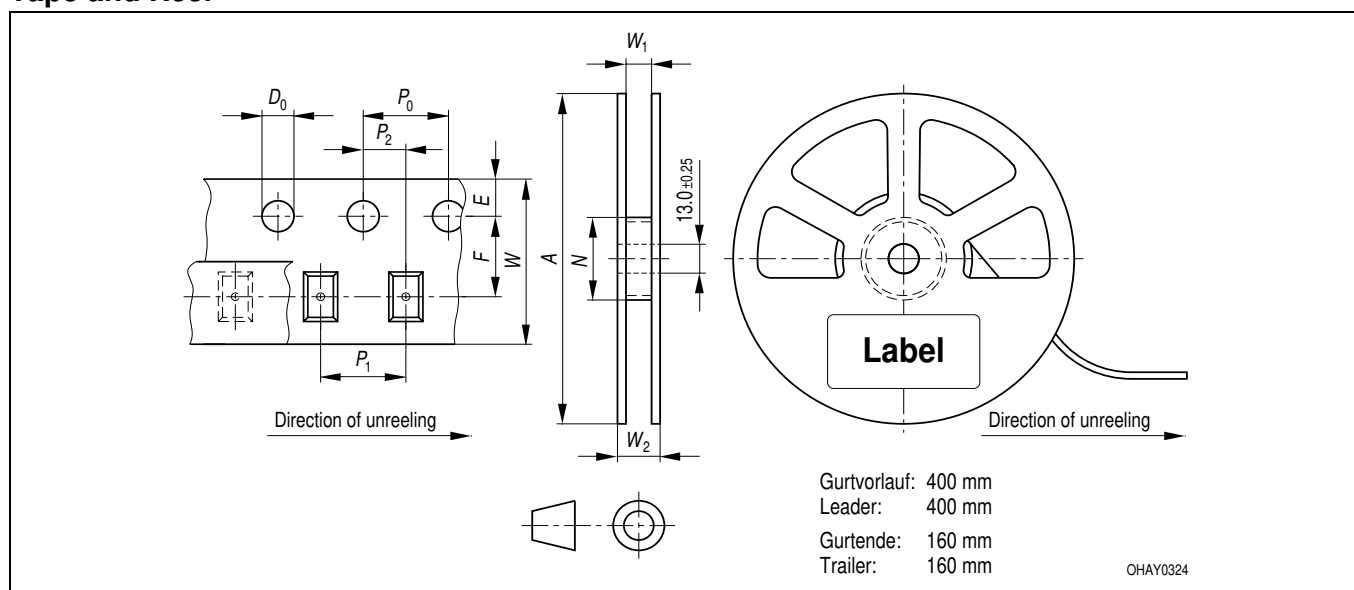 Tape and Reel
W1
D0
P0
P2
E
F
W
A
N
13.0 ±0.25
Label
P1
Direction of unreeling
W2
Direction of unreeling
Gurtvorlauf: 400 mm
Leader: 400 mm
Gurtende: 160 mm
Trailer: 160 mm
OHAY0324